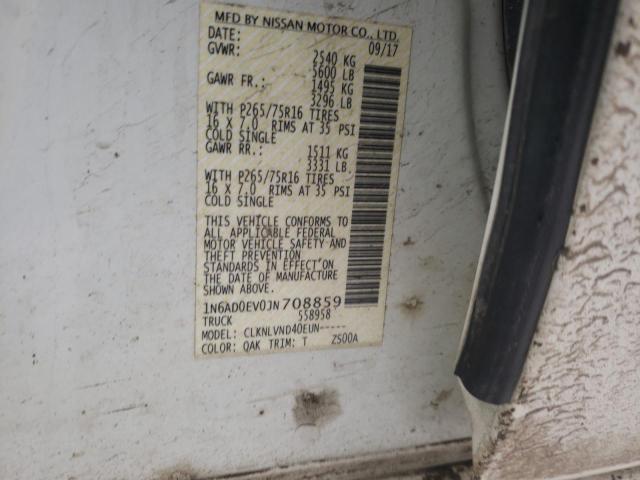 MFD BY NISSAN MOTOR CO., LTD.
DATE: 09/17
GVWR: 2540 KG
5600 LB
GAWR FR.: 1495 KG
3296 LB
WITH P265/75R16 TIRES
16 X 7.0 RIMS AT 35 PSI
COLD SINGLE
GAWR RR.: 1511 KG
3331 LB
WITH P265/75R16 TIRES
16 X 7.0 RIMS AT 35 PSI
COLD SINGLE
THIS VEHICLE CONFORMS TO
ALL APPLICABLE FEDERAL
MOTOR VEHICLE SAFETY AND
THEFT PREVENTION
STANDARDS IN EFFECT ON
THE DATE OF MANUFACTURE
SHOWN ABOVE.
1N6AD0EV0JN708859
TRUCK 558958
MODEL: CLKNLVND40EUN-----
COLOR: QAK TRIM: T ZS00A